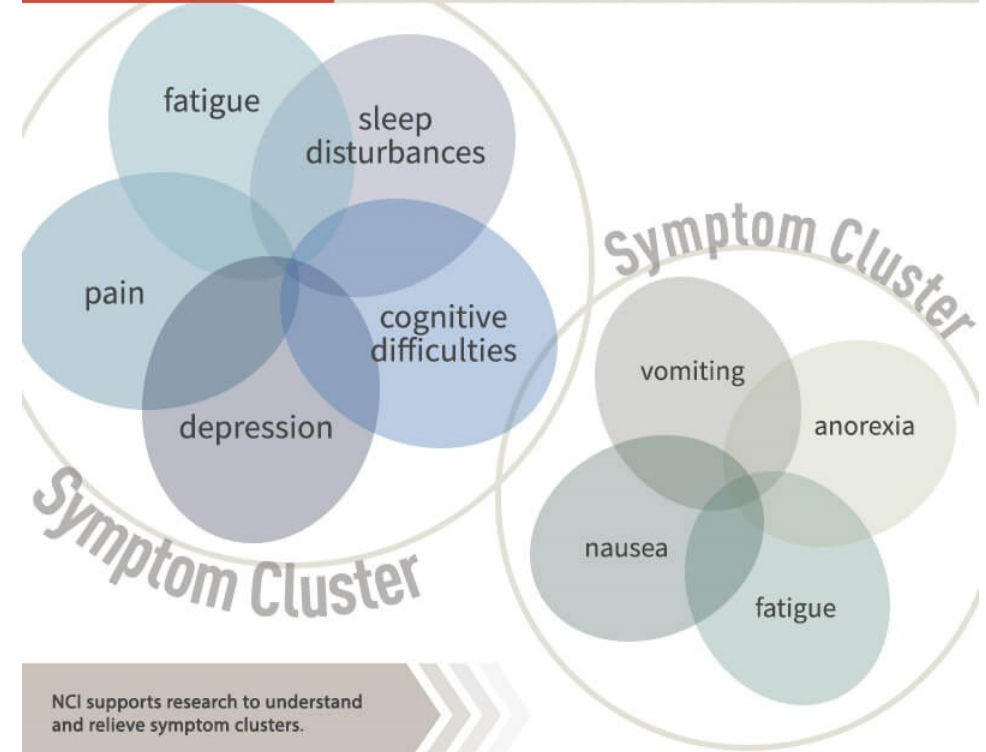 fatigue
sleep
disturbances
pain
cognitive
difficulties
depression
Symptom Cluster
Symptom Cluster
vomiting
anorexia
nausea
fatigue
NCI supports research to understand
and relieve symptom clusters.